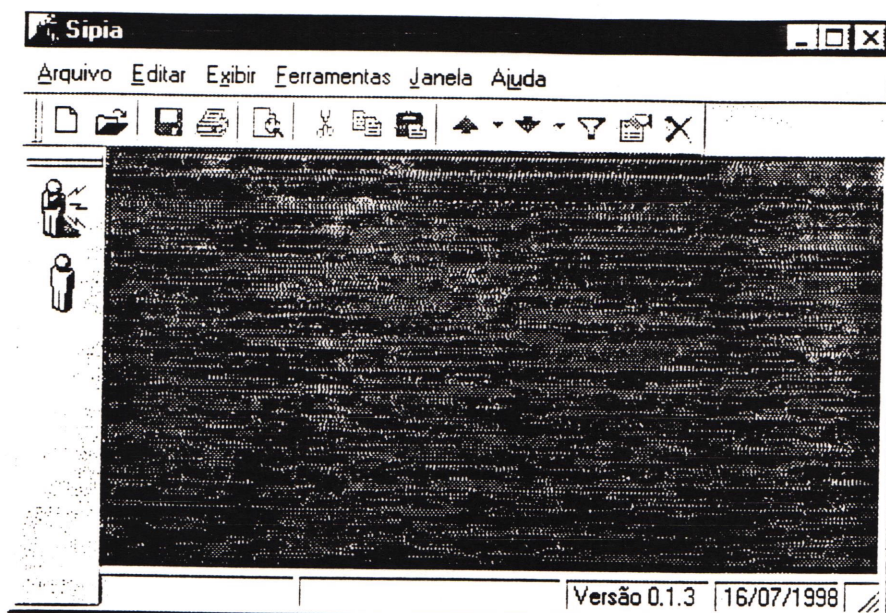 Sipia
Arquivo Editar Exibir Ferramentas Janela Ajuda
Versão 0.1.3 16/07/1998